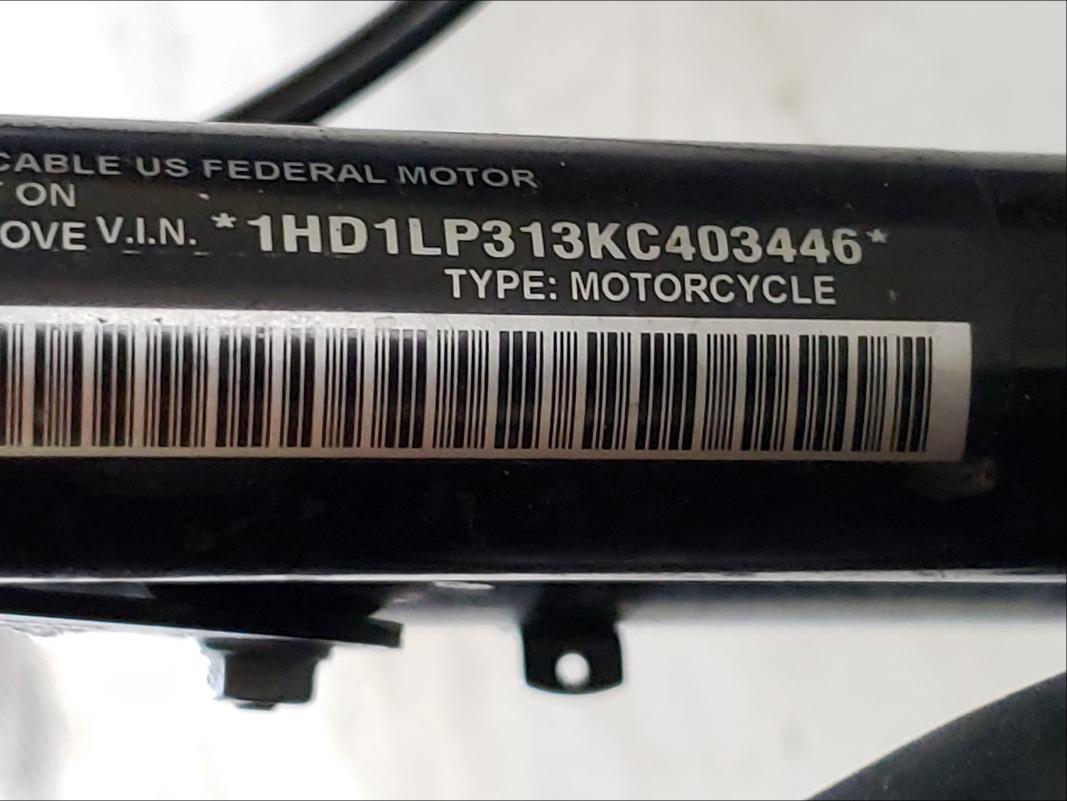 CABLE US FEDERAL MOTOR
T ON
OVE V.I.N. *1HD1LP313KC403446*
TYPE: MOTORCYCLE